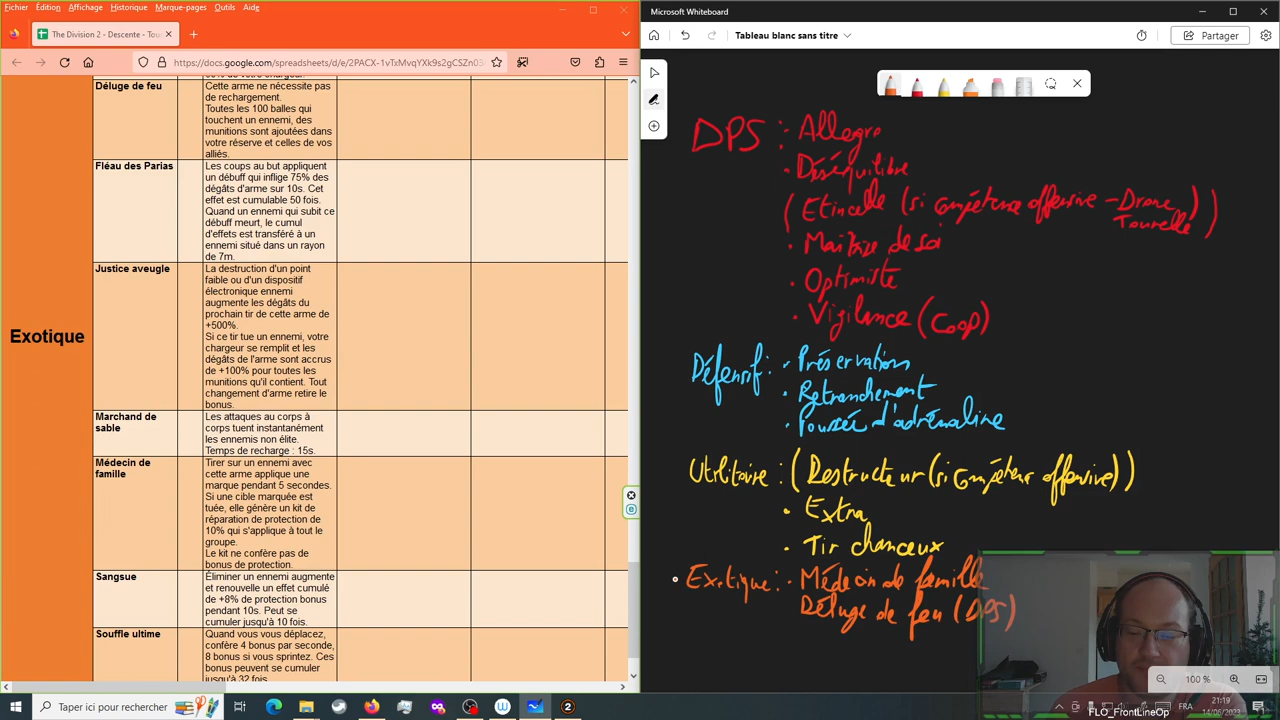 Fichier Édition Affichage Historique Marque-pages Outils Aide
The Division 2 - Descente - Tou
https://docs.google.com/spreadsheets/d/e/2PACX-1vTxMvqYXk9s2gCSZn03
Déluge de feu
Cette arme ne nécessite pas
de rechargement.
Toutes les 100 balles qui
touchent un ennemi, des
munitions sont ajoutées dans
votre réserve et celles de vos
alliés.
Fléau des Parias
Les coups au but appliquent
un débuff qui inflige 75% des
dégâts d'arme sur 10s. Cet
effet est cumulable 50 fois.
Quand un ennemi qui subit ce
débuff meurt, le cumul
d'effets est transféré à un
ennemi situé dans un rayon
de 7m.
Justice aveugle
La destruction d'un point
faible ou d'un dispositif
électronique ennemi
augmente les dégâts du
prochain tir de cette arme de
+500%.
Si ce tir tue un ennemi, votre
chargeur se remplit et les
dégâts de l'arme sont accrus
de +100% pour toutes les
munitions qu'il contient. Tout
changement d'arme retire le
bonus.
Exotique
Marchand de
sable
Les attaques au corps à
corps tuent instantanément
les ennemis non élite.
Temps de recharge : 15s.
Médecin de
famille
Tirer sur un ennemi avec
cette arme applique une
marque pendant 5 secondes.
Si une cible marquée est
tuée, elle génère un kit de
réparation de protection de
10% qui s'applique à tout le
groupe.
Le kit ne confère pas de
bonus de protection.
Sangsue
Éliminer un ennemi augmente
et renouvelle un effet cumulé
de +8% de protection bonus
pendant 10s. Peut se
cumuler jusqu'à 10 fois.
Souffle ultime
Quand vous vous déplacez,
confère 4 bonus par seconde,
8 bonus si vous sprintez. Ces
bonus peuvent se cumuler
jusqu'à 32 fois
Microsoft Whiteboard
Tableau blanc sans titre
Partager
DPS : Allegro
• Déséquilibre
(Etincelle (si compétence offensive - Drone
Tourelle))
• Maitrise de soi
• Optimiste
• Vigilance (Coop)
Défensif : • Préservation
• Retranchement
• Poussée d'adrénaline
Utilitaire : (Restructeur (si compétence offensive))
• Extra
• Tir chanceux
Exotique : • Médecin de famille
Déluge de feu (DPS)
100 %
Taper ici pour rechercher
FRA
21:19
14/06/2023
FLO_FrontLineOp